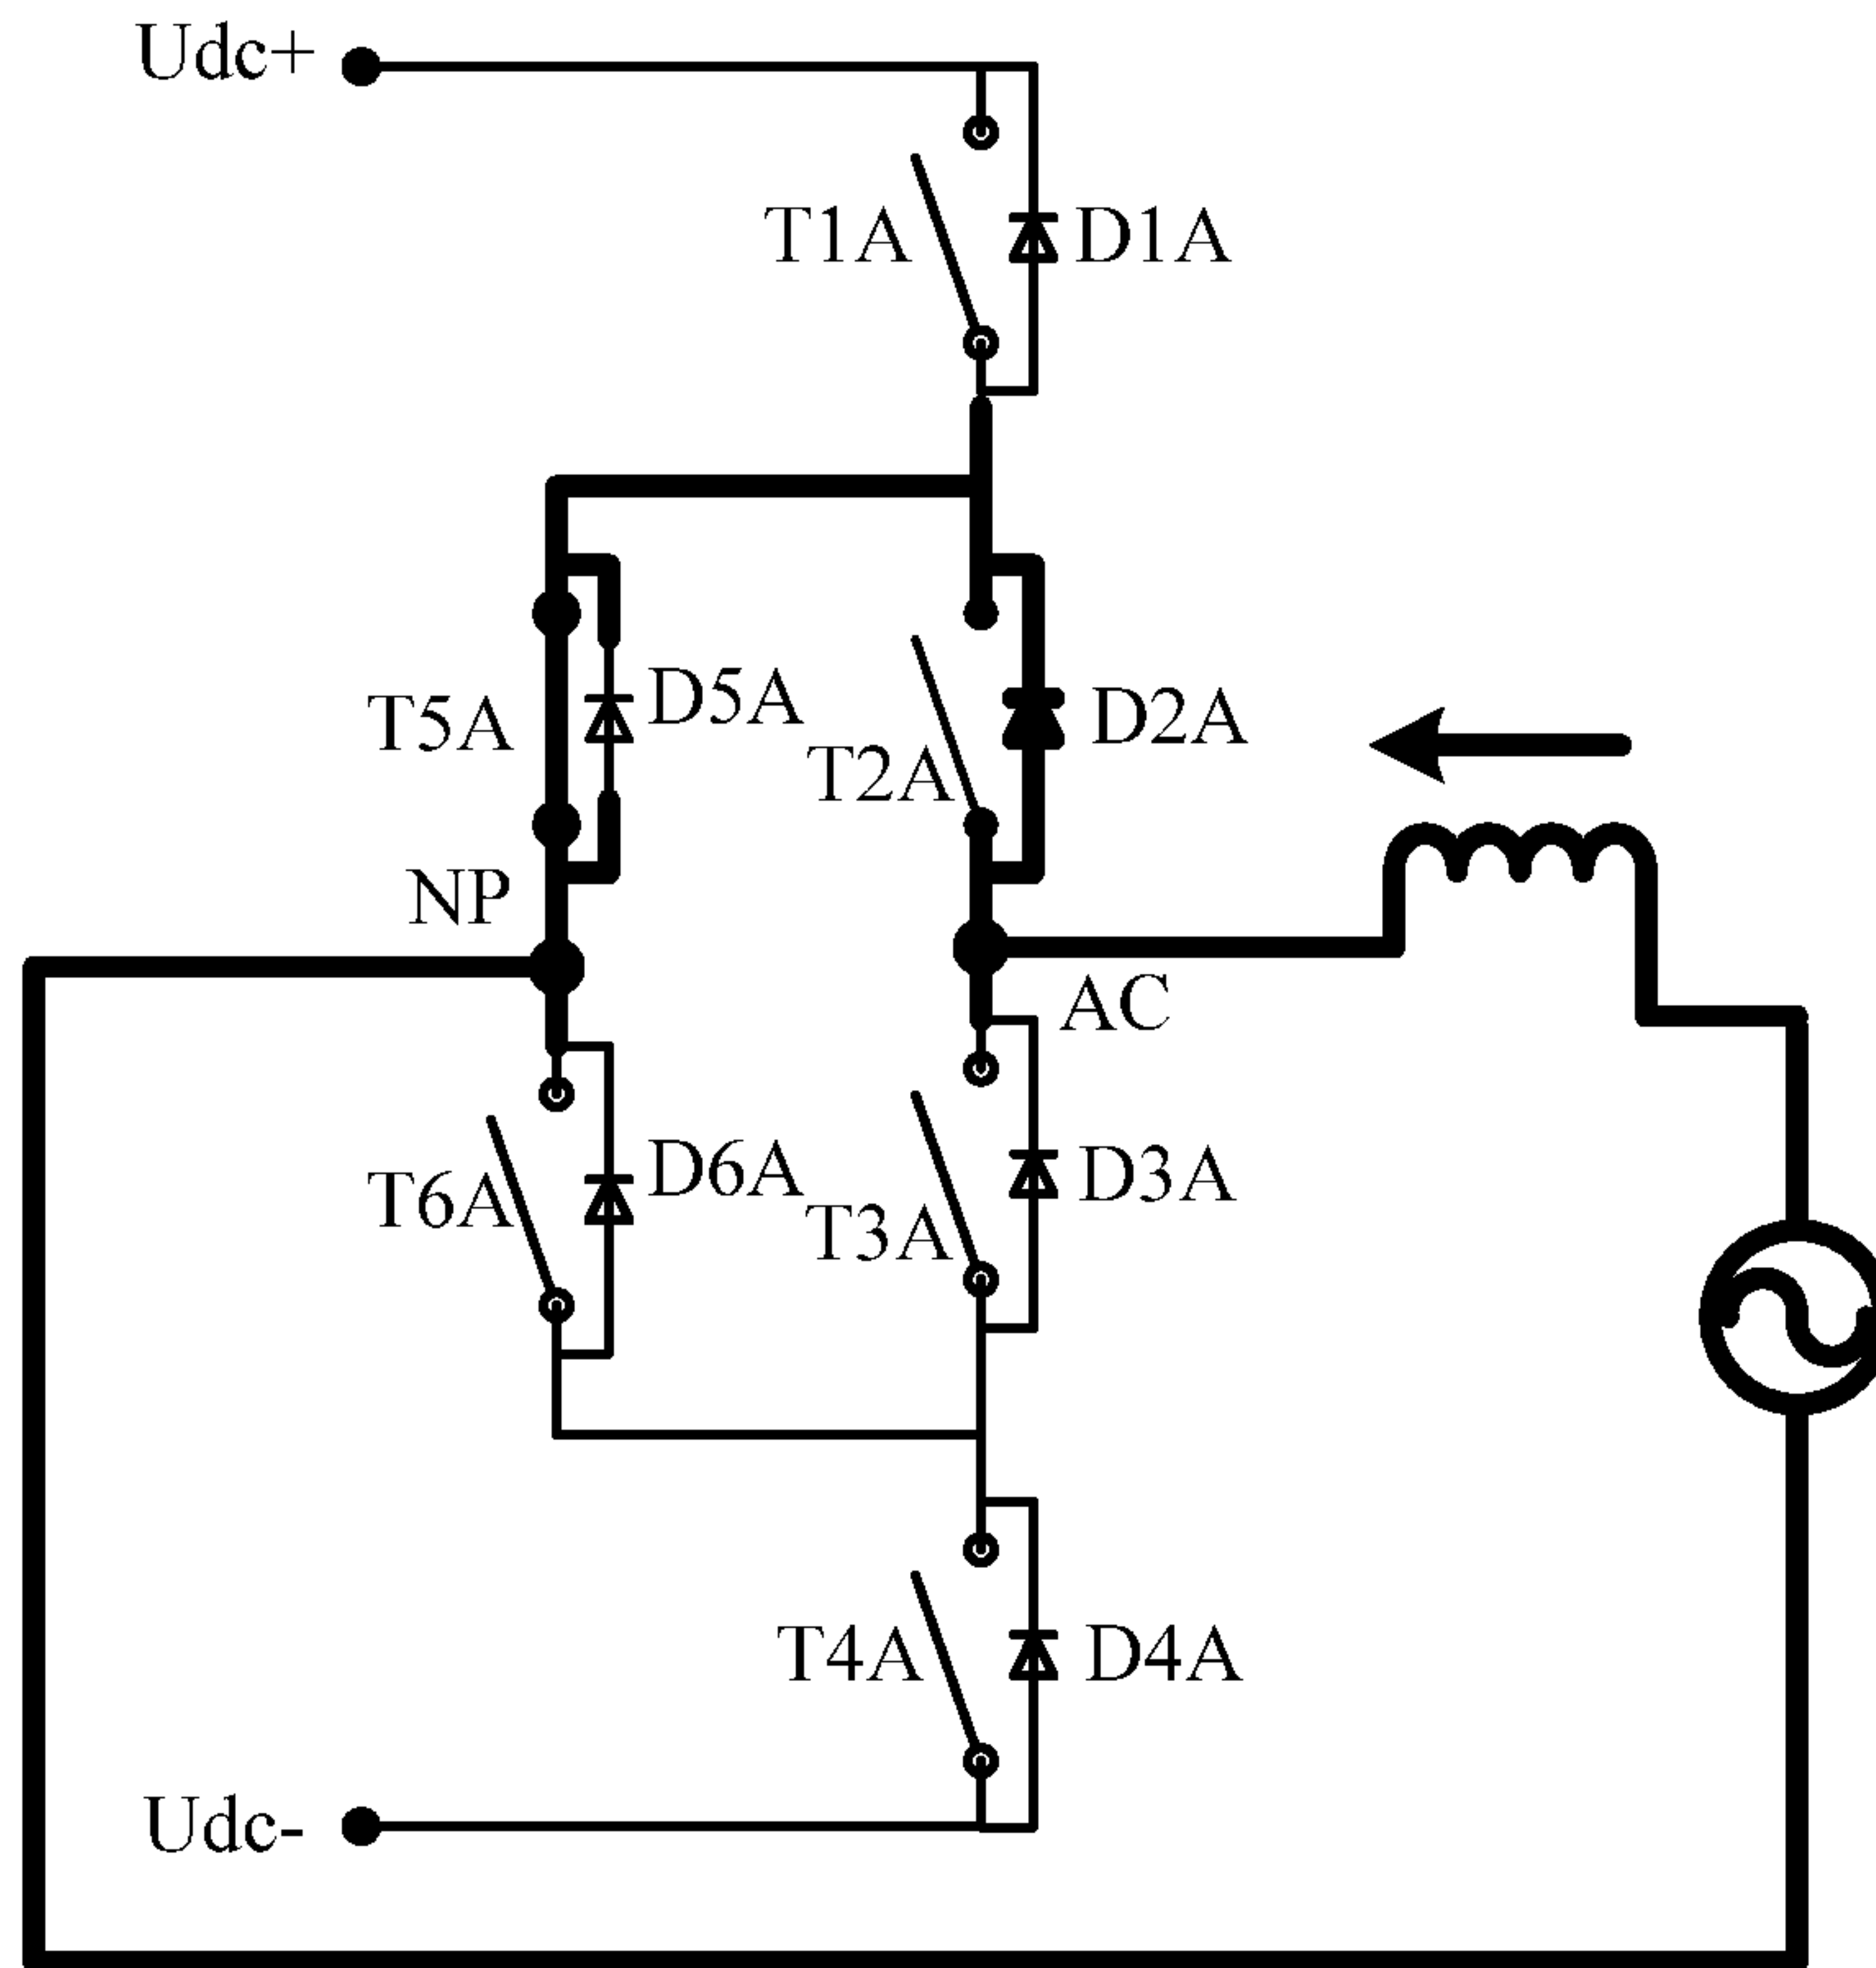 Udc+
T1A
D1A
T5A
D5A
T2A
D2A
NP
AC
T6A
D6A
T3A
D3A
T4A
D4A
Udc-